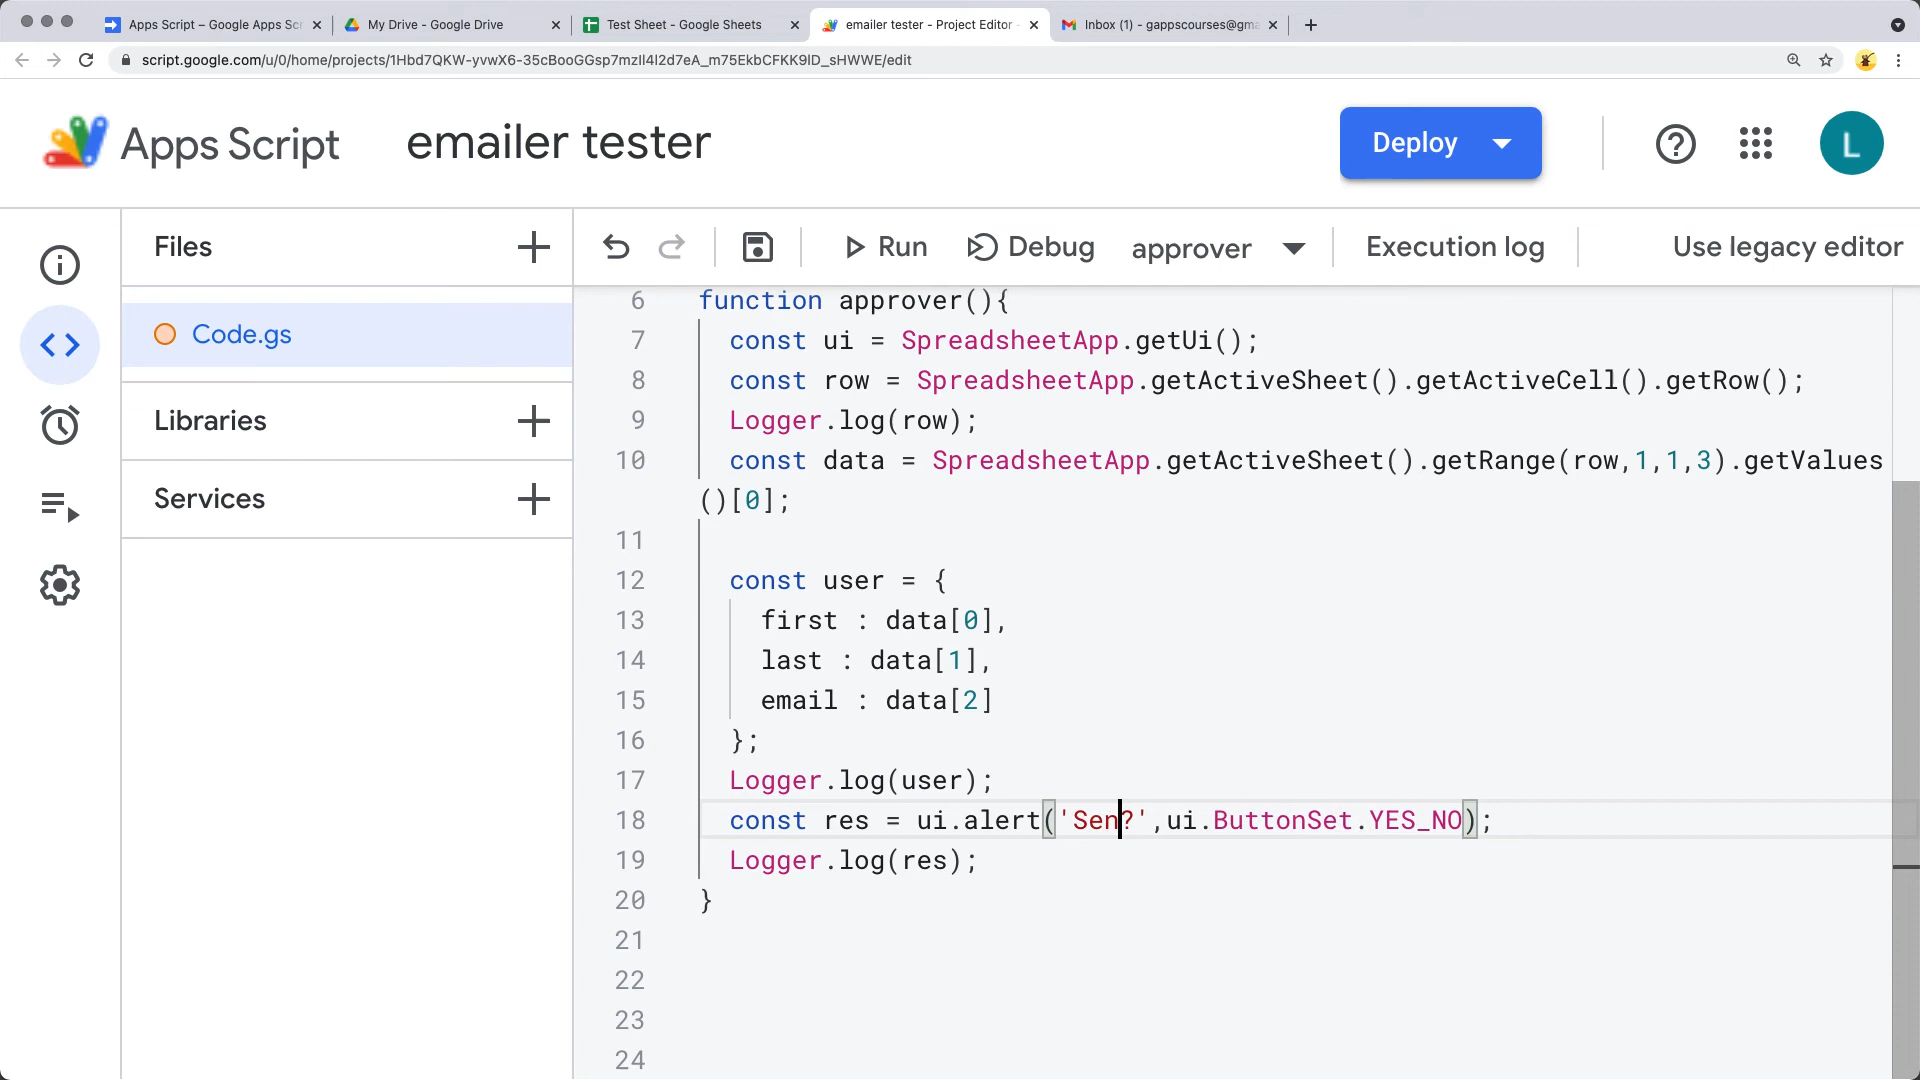 Apps Script – Google Apps Scr
My Drive - Google Drive
Test Sheet - Google Sheets
emailer tester - Project Editor -
Inbox (1) - gappscourses@gma
script.google.com/u/0/home/projects/1Hbd7QKW-yvwX6-35cBooGGsp7mzIl4l2d7eA_m75EkbCFKK9lD_sHWWE/edit
Apps Script
emailer tester
Deploy
L
Files
Run
Debug
approver
Execution log
Use legacy editor
Code.gs
Libraries
Services
6 function approver(){
7 const ui = SpreadsheetApp.getUi();
8 const row = SpreadsheetApp.getActiveSheet().getActiveCell().getRow();
9 Logger.log(row);
10 const data = SpreadsheetApp.getActiveSheet().getRange(row,1,1,3).getValues
()[0];
11
12 const user = {
13 first : data[0],
14 last : data[1],
15 email : data[2]
16 };
17 Logger.log(user);
18 const res = ui.alert('Sen?',ui.ButtonSet.YES_NO);
19 Logger.log(res);
20 }
21
22
23
24